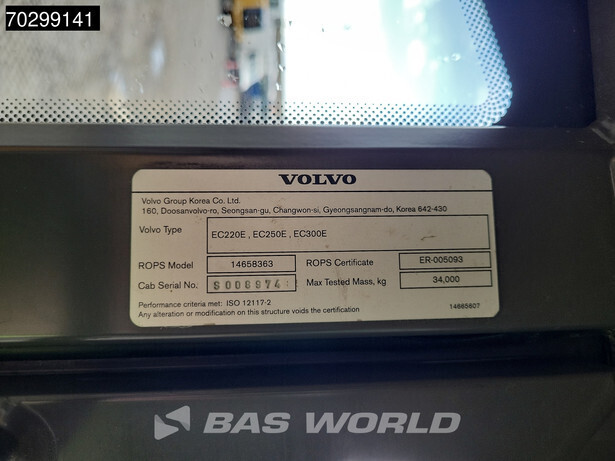 70299141
VOLVO
Volvo Group Korea Co. Ltd.
160, Doosanvolvo-ro, Seongsan-gu, Changwon-si, Gyeongsangnam-do, Korea 642-430
Volvo Type EC220E , EC250E , EC300E
ROPS Model 14658363 ROPS Certificate ER-005093
Cab Serial No. S008974 Max Tested Mass, kg 34,000
Performance criteria met: ISO 12117-2
Any alteration or modification on this structure voids the certification 14885607
BAS WORLD